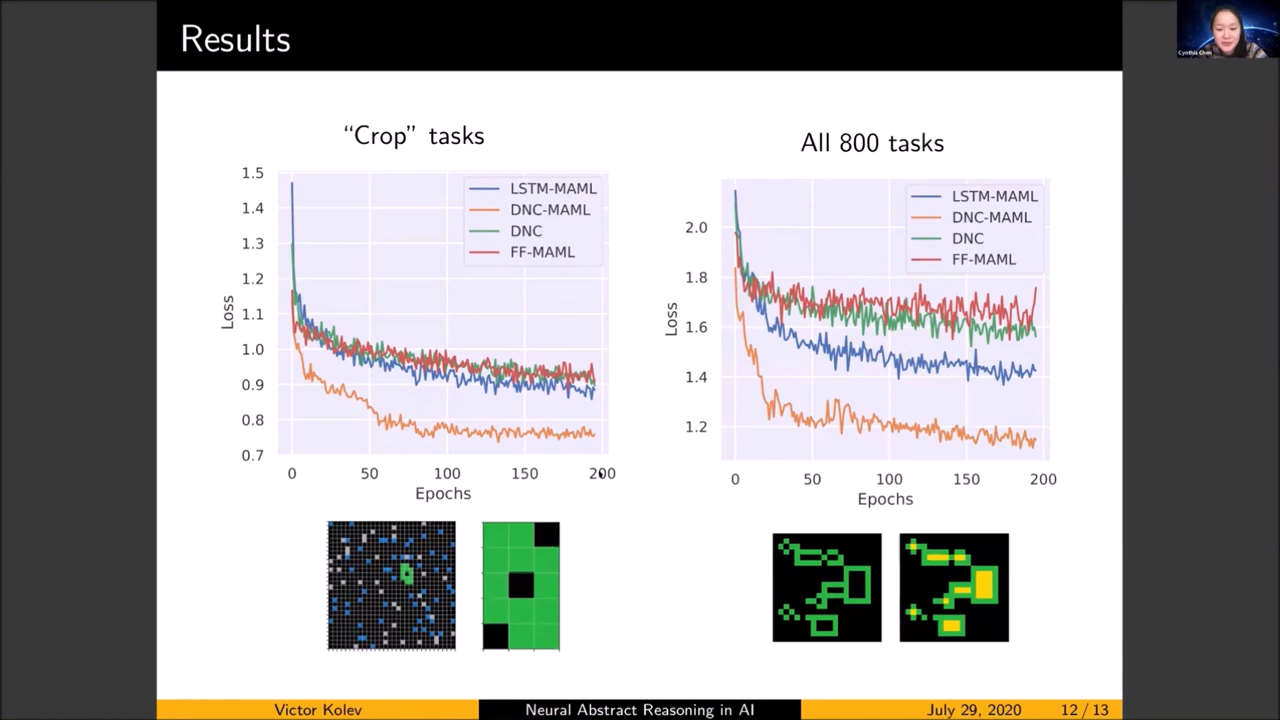 Results
Cynthia Chen
“Crop” tasks
1.5
1.4
1.3
1.2
1.1
1.0
0.9
0.8
0.7
Loss
LSTM-MAML
DNC-MAML
DNC
FF-MAML
0 50 100 150 200
Epochs
All 800 tasks
2.0
1.8
1.6
1.4
1.2
Loss
LSTM-MAML
DNC-MAML
DNC
FF-MAML
0 50 100 150 200
Epochs
Victor Kolev Neural Abstract Reasoning in AI July 29, 2020 12 / 13